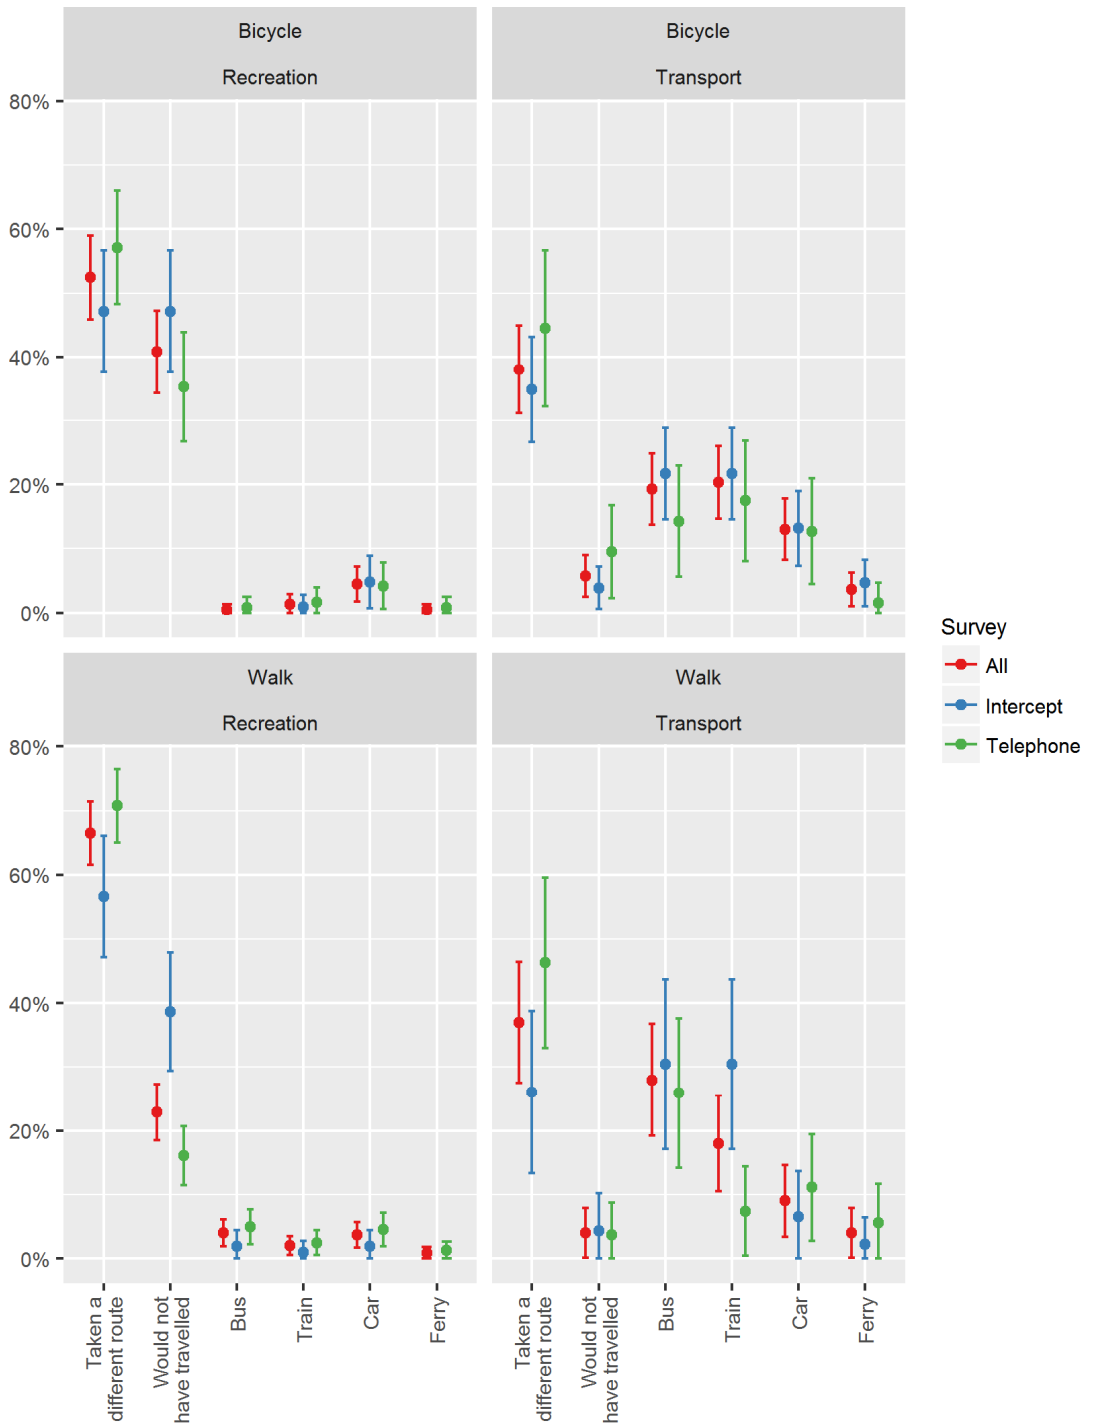 Bicycle
Recreation
Bicycle
Transport
80%
60%
40%
20%
0%
Walk
Recreation
Walk
Transport
80%
60%
40%
20%
0%
Taken a
different route
Would not
have travelled
Bus
Train
Car
Ferry
Taken a
different route
Would not
have travelled
Bus
Train
Car
Ferry
Survey
All
Intercept
Telephone